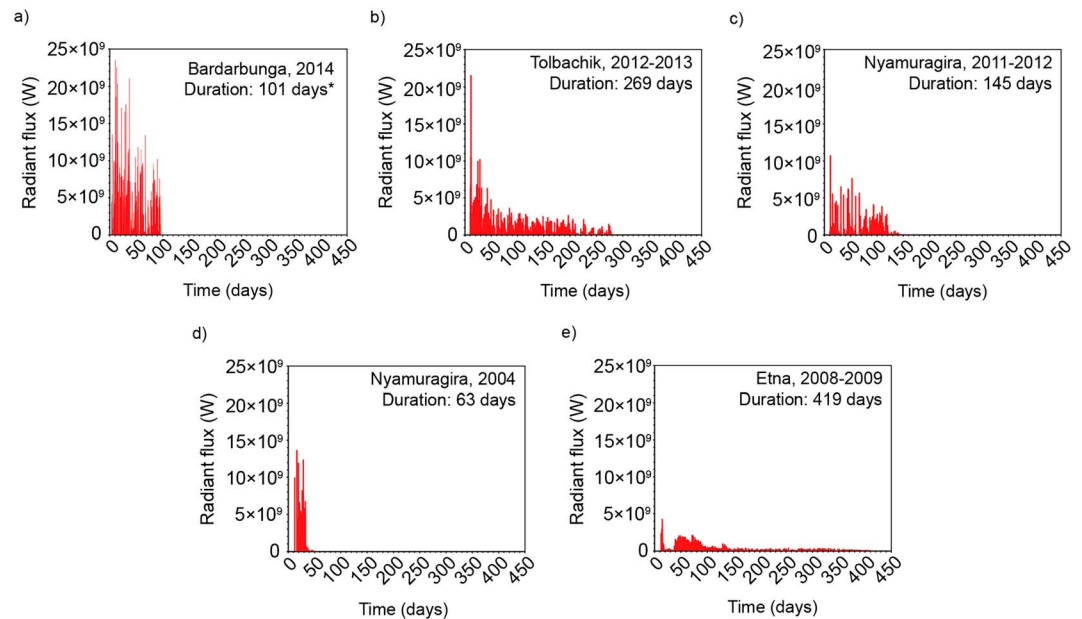 a)
25×10⁹
20×10⁹
15×10⁹
10×10⁹
5×10⁹
0
Radiant flux (W)
Bardarbunga, 2014
Duration: 101 days*
0 50 100 150 200 250 300 350 400 450
Time (days)
b)
25×10⁹
20×10⁹
15×10⁹
10×10⁹
5×10⁹
0
Radiant flux (W)
Tolbachik, 2012-2013
Duration: 269 days
0 50 100 150 200 250 300 350 400 450
Time (days)
c)
25×10⁹
20×10⁹
15×10⁹
10×10⁹
5×10⁹
0
Radiant flux (W)
Nyamuragira, 2011-2012
Duration: 145 days
0 50 100 150 200 250 300 350 400 450
Time (days)
d)
25×10⁹
20×10⁹
15×10⁹
10×10⁹
5×10⁹
0
Radiant flux (W)
Nyamuragira, 2004
Duration: 63 days
0 50 100 150 200 250 300 350 400 450
Time (days)
e)
25×10⁹
20×10⁹
15×10⁹
10×10⁹
5×10⁹
0
Radiant flux (W)
Etna, 2008-2009
Duration: 419 days
0 50 100 150 200 250 300 350 400 450
Time (days)